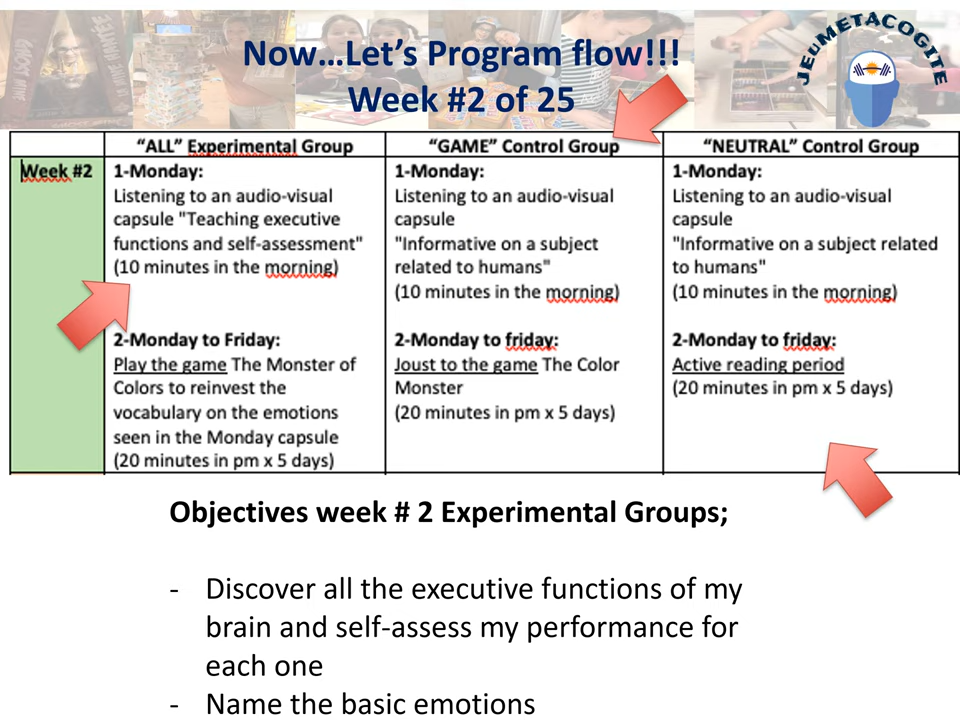 Now…Let's Program flow!!!
Week #2 of 25
JEUMETACOGITE
"ALL" Experimental Group
"GAME" Control Group
"NEUTRAL" Control Group
Week #2
1-Monday:
Listening to an audio-visual
capsule "Teaching executive
functions and self-assessment"
(10 minutes in the morning)
2-Monday to Friday:
Play the game The Monster of
Colors to reinvest the
vocabulary on the emotions
seen in the Monday capsule
(20 minutes in pm x 5 days)
1-Monday:
Listening to an audio-visual
capsule
"Informative on a subject
related to humans"
(10 minutes in the morning)
2-Monday to friday:
Joust to the game The Color
Monster
(20 minutes in pm x 5 days)
1-Monday:
Listening to an audio-visual
capsule
"Informative on a subject related
to humans"
(10 minutes in the morning)
2-Monday to friday:
Active reading period
(20 minutes in pm x 5 days)
Objectives week # 2 Experimental Groups;
- Discover all the executive functions of my
brain and self-assess my performance for
each one
- Name the basic emotions